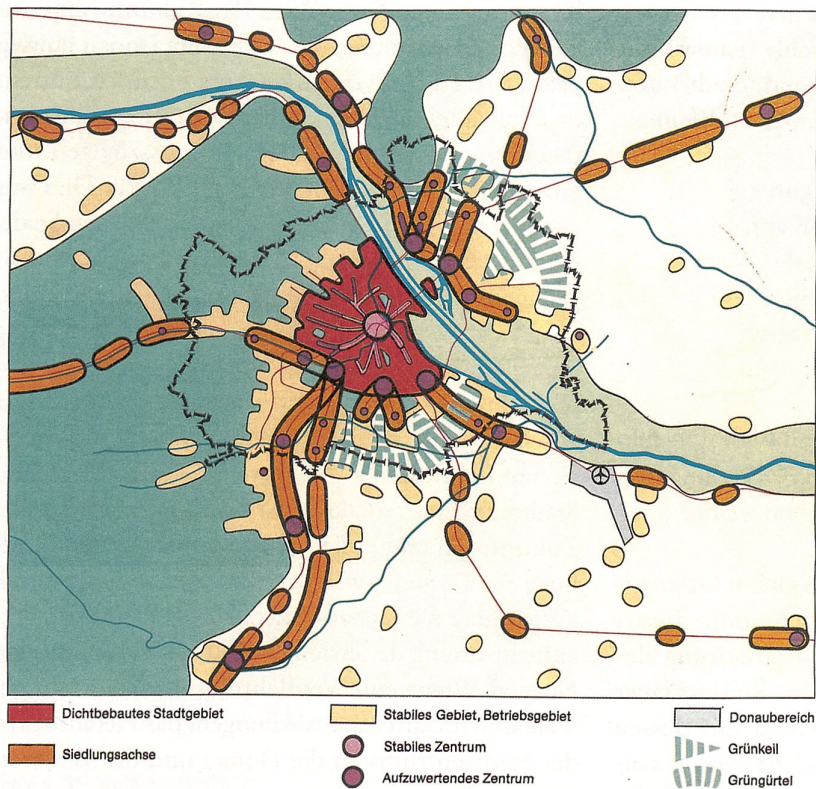 Dichtbebautes Stadtgebiet
Siedlungsachse
Stabiles Gebiet, Betriebsgebiet
Stabiles Zentrum
Aufzuwertendes Zentrum
Donaubereich
Grünkeil
Grüngürtel